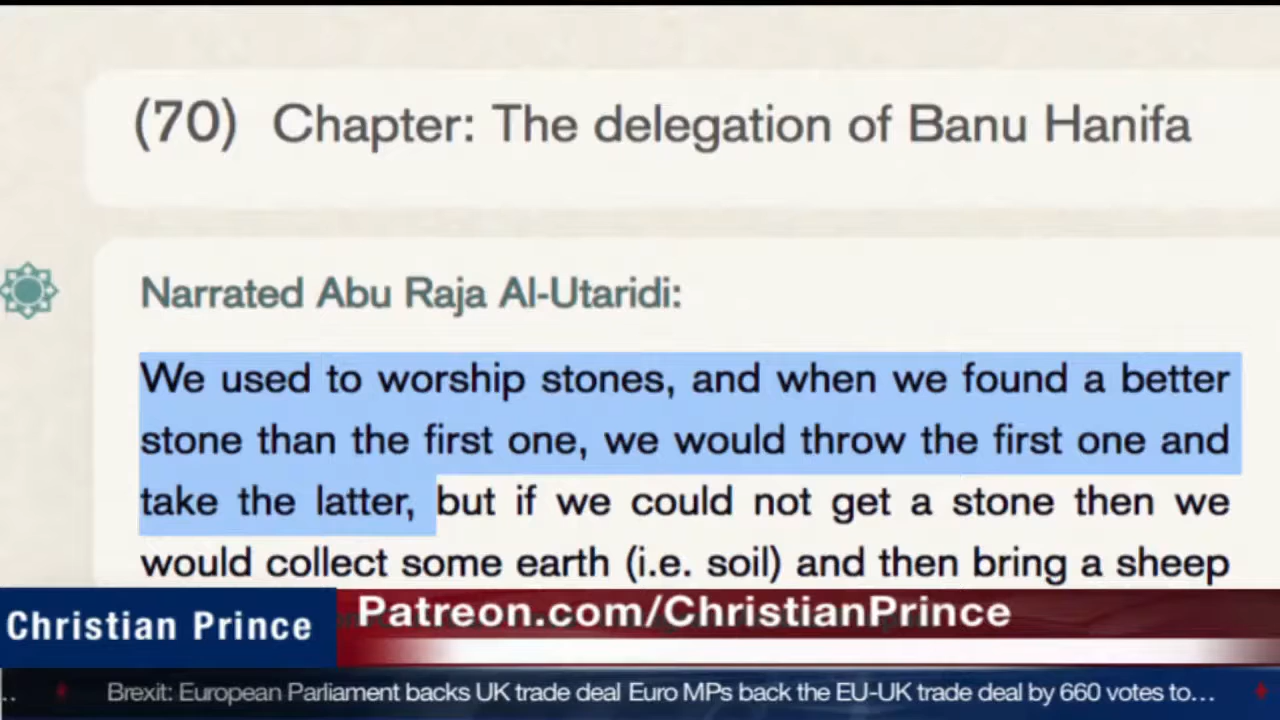 (70) Chapter: The delegation of Banu Hanifa
Narrated Abu Raja Al-Utaridi:
We used to worship stones, and when we found a better
stone than the first one, we would throw the first one and
take the latter, but if we could not get a stone then we
would collect some earth (i.e. soil) and then bring a sheep
Christian Prince
Patreon.com/ChristianPrince
.. Brexit: European Parliament backs UK trade deal Euro MPs back the EU-UK trade deal by 660 votes to...